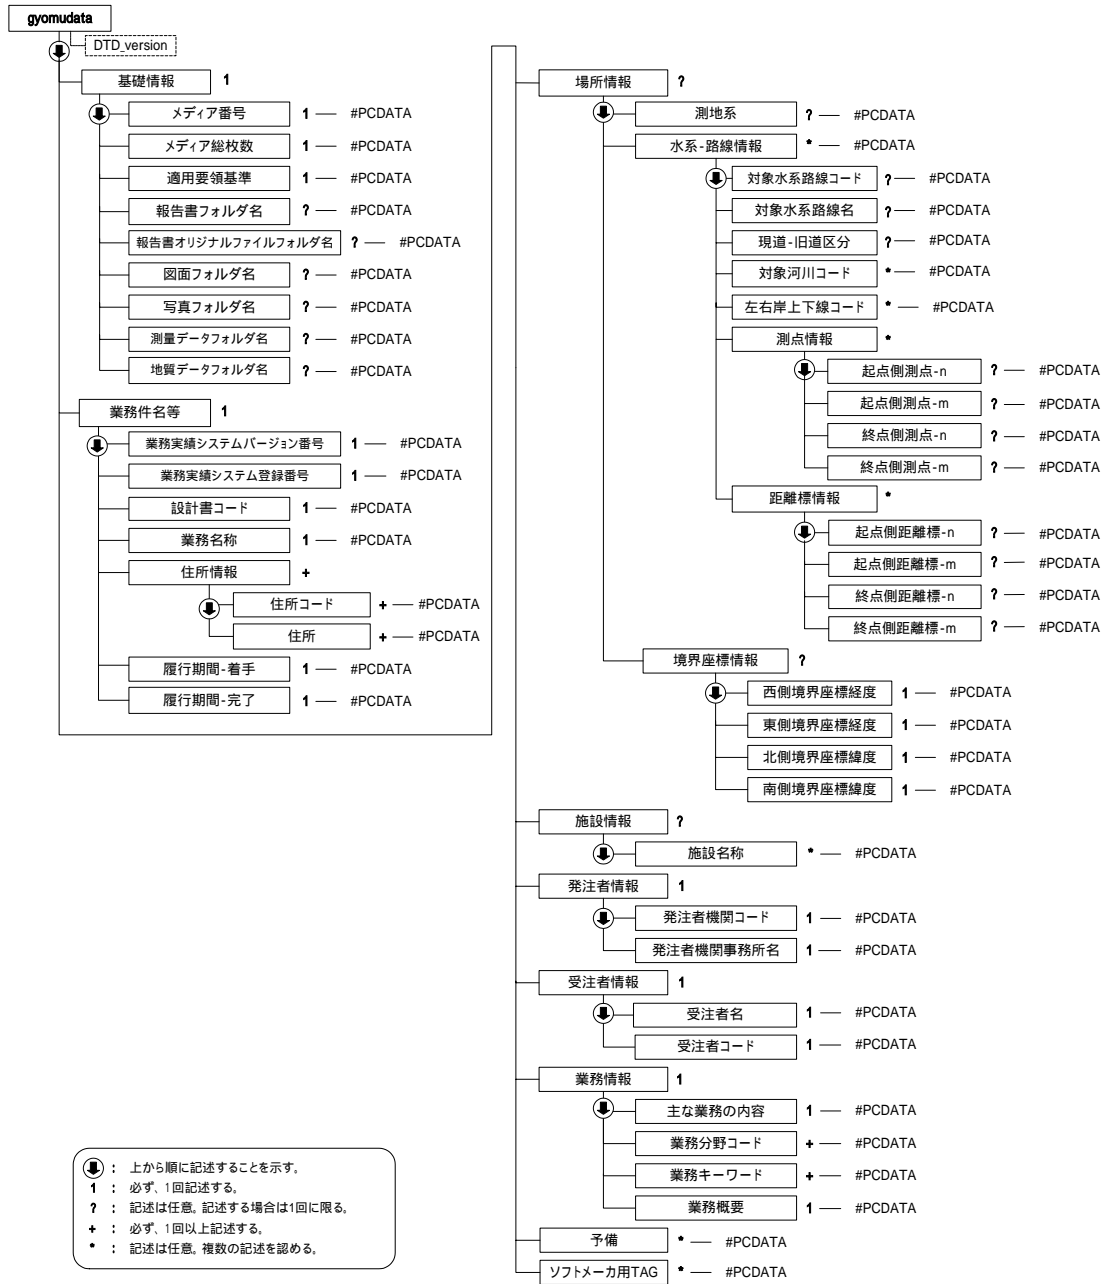 gyomudata
DTD_version
基礎情報 1
メディア番号 1 #PCDATA
メディア総枚数 1 #PCDATA
適用要領基準 1 #PCDATA
報告書フォルダ名 ? #PCDATA
報告書オリジナルファイルフォルダ名 ? #PCDATA
図面フォルダ名 ? #PCDATA
写真フォルダ名 ? #PCDATA
測量データフォルダ名 ? #PCDATA
地質データフォルダ名 ? #PCDATA
業務件名等 1
業務実績システムバージョン番号 1 #PCDATA
業務実績システム登録番号 1 #PCDATA
設計書コード 1 #PCDATA
業務名称 1 #PCDATA
住所情報 +
住所コード + #PCDATA
住所 + #PCDATA
履行期間-着手 1 #PCDATA
履行期間-完了 1 #PCDATA
場所情報 ?
測地系 ? #PCDATA
水系-路線情報 * #PCDATA
対象水系路線コード ? #PCDATA
対象水系路線名 ? #PCDATA
現道-旧道区分 ? #PCDATA
対象河川コード * #PCDATA
左右岸上下線コード * #PCDATA
測点情報 *
起点側測点-n ? #PCDATA
起点側測点-m ? #PCDATA
終点側測点-n ? #PCDATA
終点側測点-m ? #PCDATA
距離標情報 *
起点側距離標-n ? #PCDATA
起点側距離標-m ? #PCDATA
終点側距離標-n ? #PCDATA
終点側距離標-m ? #PCDATA
境界座標情報 ?
西側境界座標経度 1 #PCDATA
東側境界座標経度 1 #PCDATA
北側境界座標緯度 1 #PCDATA
南側境界座標緯度 1 #PCDATA
施設情報 ?
施設名称 * #PCDATA
発注者情報 1
発注者機関コード 1 #PCDATA
発注者機関事務所名 1 #PCDATA
受注者情報 1
受注者名 1 #PCDATA
受注者コード 1 #PCDATA
業務情報 1
主な業務の内容 1 #PCDATA
業務分野コード + #PCDATA
業務キーワード + #PCDATA
業務概要 1 #PCDATA
予備 * #PCDATA
ソフトメーカ用TAG * #PCDATA
: 上から順に記述することを示す。
1 : 必ず、1回記述する。
? : 記述は任意。記述する場合は1回に限る。
+ : 必ず、1回以上記述する。
* : 記述は任意。複数の記述を認める。